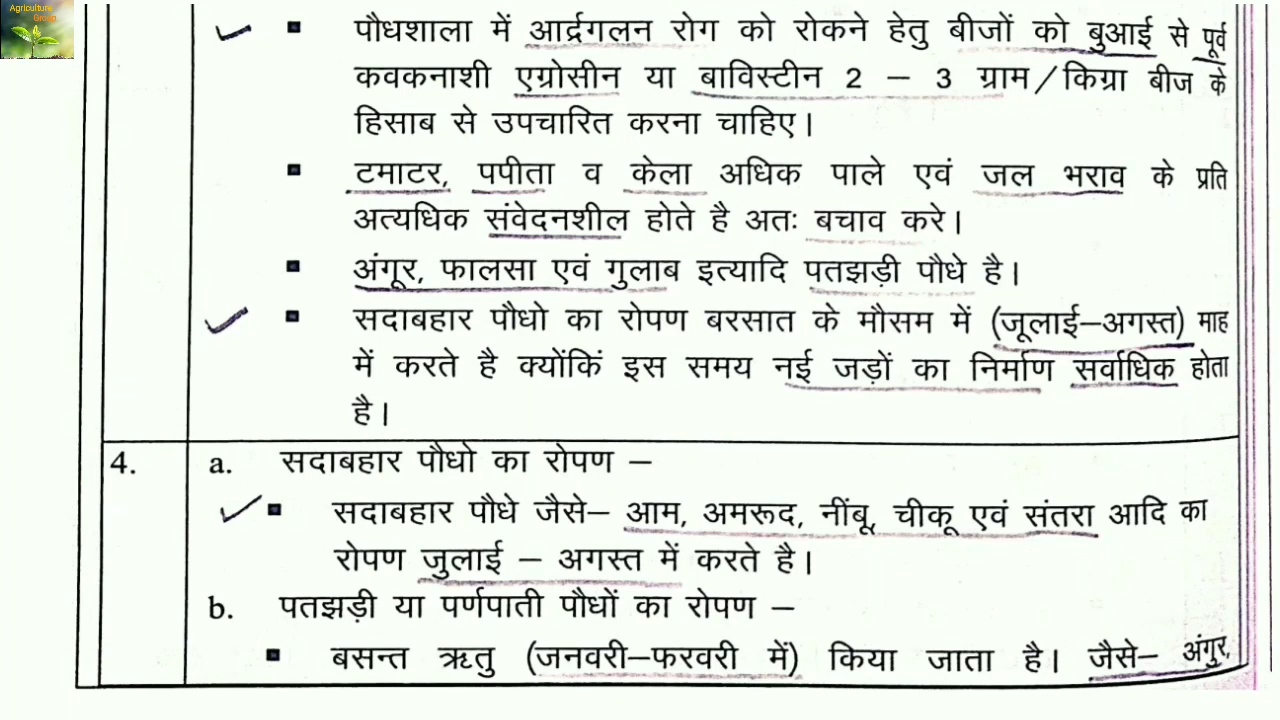 Agriculture
Group
▪ पौधशाला में आर्द्रगलन रोग को रोकने हेतु बीजों को बुआई से पूर्व
कवकनाशी एग्रोसीन या बाविस्टीन 2 – 3 ग्राम/किग्रा बीज के
हिसाब से उपचारित करना चाहिए।
▪ टमाटर, पपीता व केला अधिक पाले एवं जल भराव के प्रति
अत्यधिक संवेदनशील होते है अतः बचाव करे।
▪ अंगूर, फालसा एवं गुलाब इत्यादि पतझड़ी पौधे है।
▪ सदाबहार पौधो का रोपण बरसात के मौसम में (जूलाई–अगस्त) माह
में करते है क्योंकिं इस समय नई जड़ों का निर्माण सर्वाधिक होता
है।
4. a. सदाबहार पौधो का रोपण –
▪ सदाबहार पौधे जैसे– आम, अमरूद, नींबू, चीकू एवं संतरा आदि का
रोपण जुलाई – अगस्त में करते है।
b. पतझड़ी या पर्णपाती पौधों का रोपण –
▪ बसन्त ऋतु (जनवरी–फरवरी में) किया जाता है। जैसे– अंगुर,